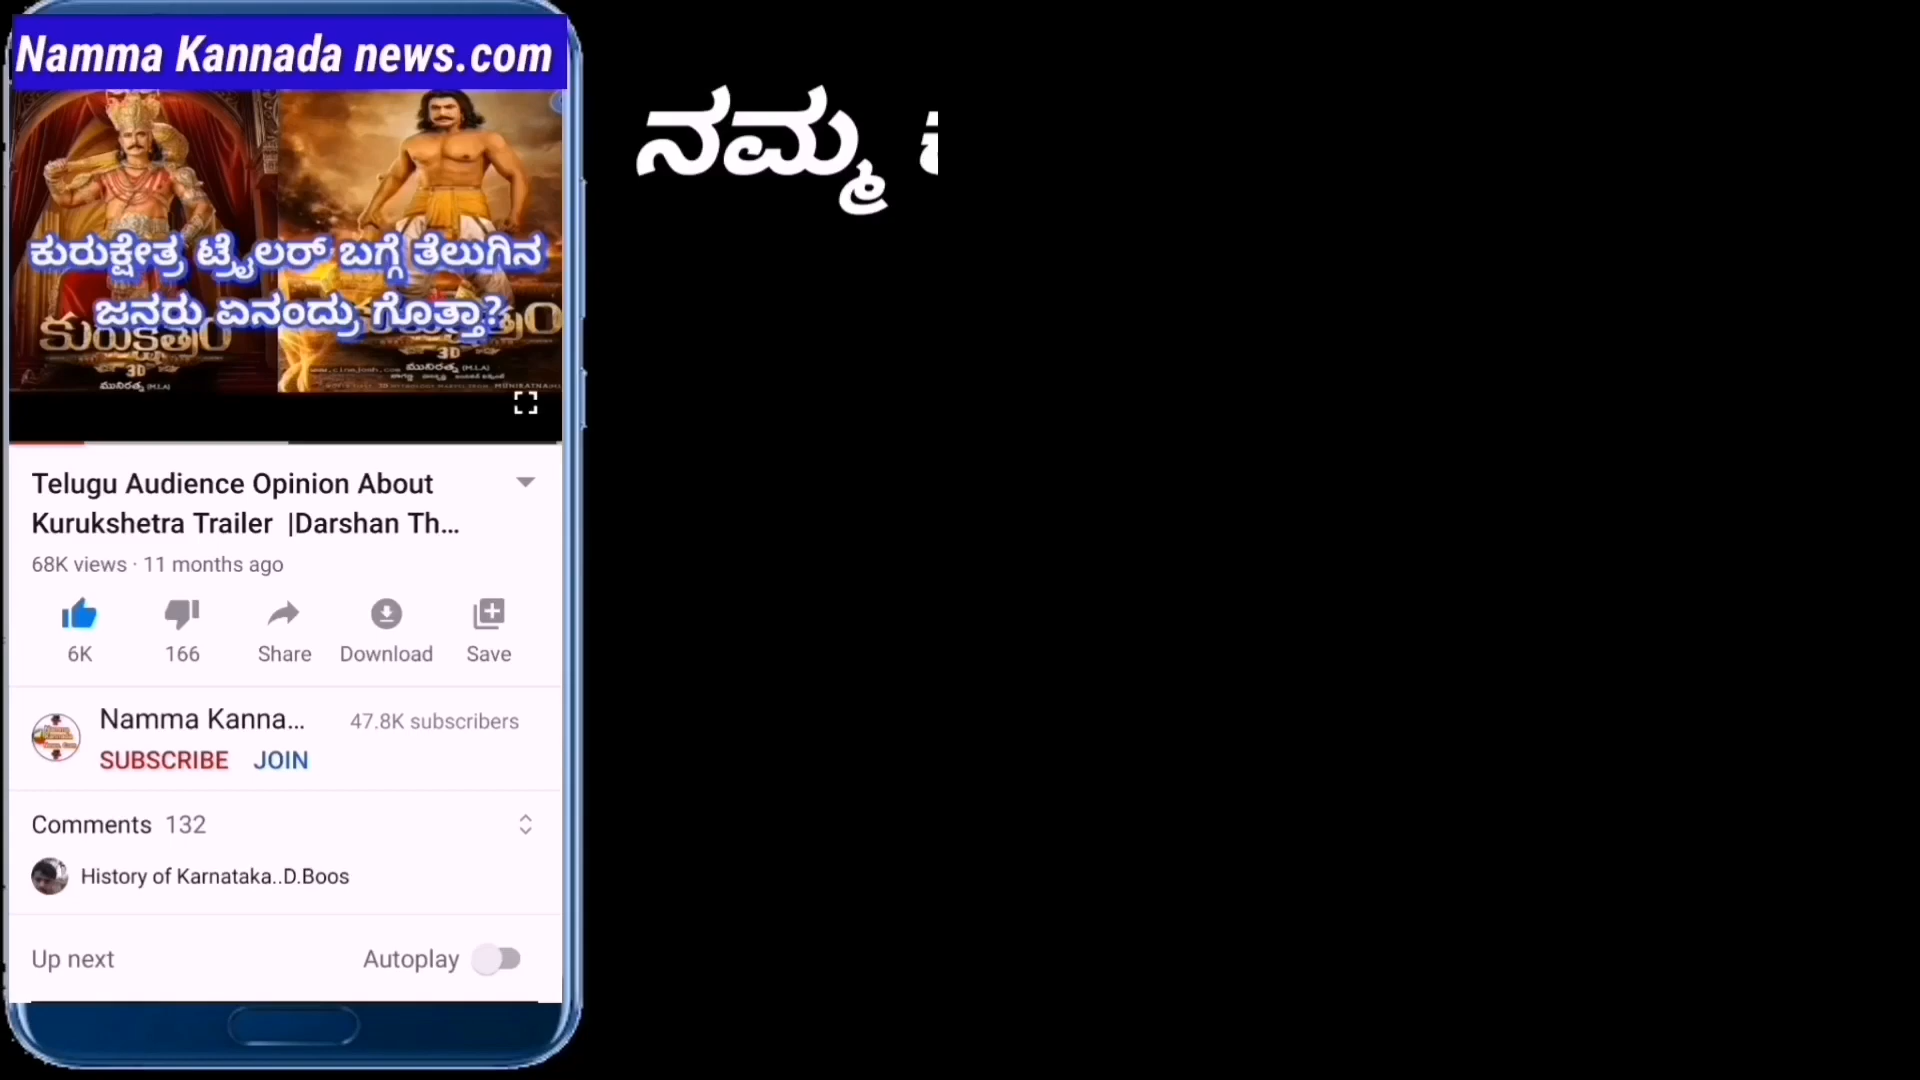 Namma Kannada news.com
ನಮ್ಮ
ಕುರುಕ್ಷೇತ್ರ ಟ್ರೈಲರ್ ಬಗ್ಗೆ ತೆಲುಗಿನ
ಜನರು ಏನಂದ್ರು ಗೊತ್ತಾ?
3D
3D
Telugu Audience Opinion About
Kurukshetra Trailer |Darshan Th...
68K views · 11 months ago
6K
166
Share
Download
Save
Namma Kanna...
47.8K subscribers
SUBSCRIBE JOIN
Comments 132
History of Karnataka..D.Boos
Up next
Autoplay